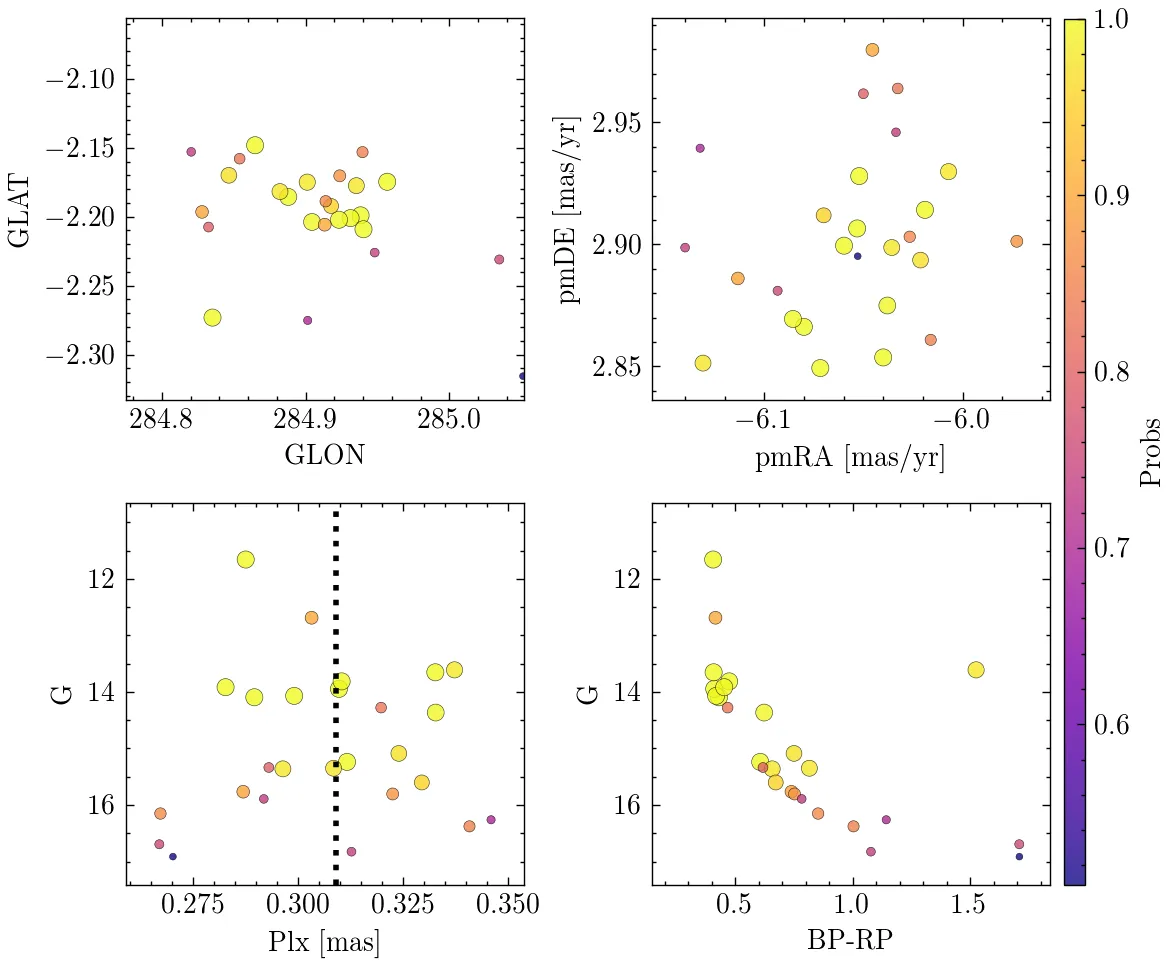 −2.10
−2.15
−2.20
−2.25
−2.30
GLAT
284.8 284.9 285.0
GLON
2.95
2.90
2.85
pmDE [mas/yr]
−6.1 −6.0
pmRA [mas/yr]
12
14
16
G
0.275 0.300 0.325 0.350
Plx [mas]
12
14
16
G
0.5 1.0 1.5
BP-RP
1.0
0.9
0.8
0.7
0.6
Probs